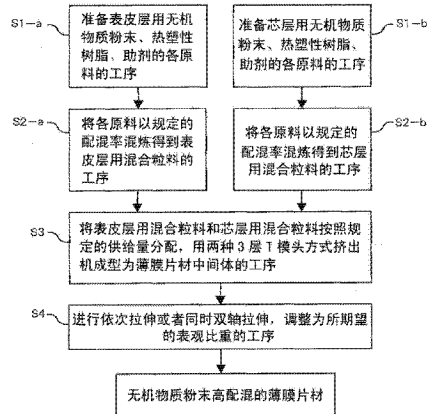 S1-a
准备表皮层用无机
物质粉末、热塑性
树脂、助剂的各原
料的工序
S1-b
准备芯层用无机物质
粉末、热塑性树脂、
助剂的各原料的工序
S2-a
将各原料以规定的
配混率混炼得到表
皮层用混合粒料的
工序
S2-b
将各原料以规定的
配混率混炼得到芯层
用混合粒料的工序
S3
将表皮层用混合粒料和芯层用混合粒料按照规
定的供给量分配，用两种3层T模头方式挤出
机成型为薄膜片材中间体的工序
S4
进行依次拉伸或者同时双轴拉伸，调整为所期望
的表观比重的工序
无机物质粉末高配混的薄膜片材